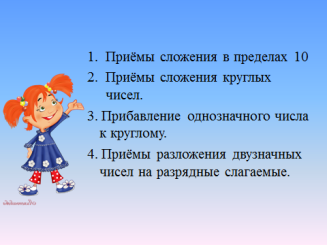 1. Приёмы сложения в пределах 10
2. Приёмы сложения круглых
чисел.
3. Прибавление однозначного числа
к круглому.
4. Приёмы разложения двузначных
чисел на разрядные слагаемые.